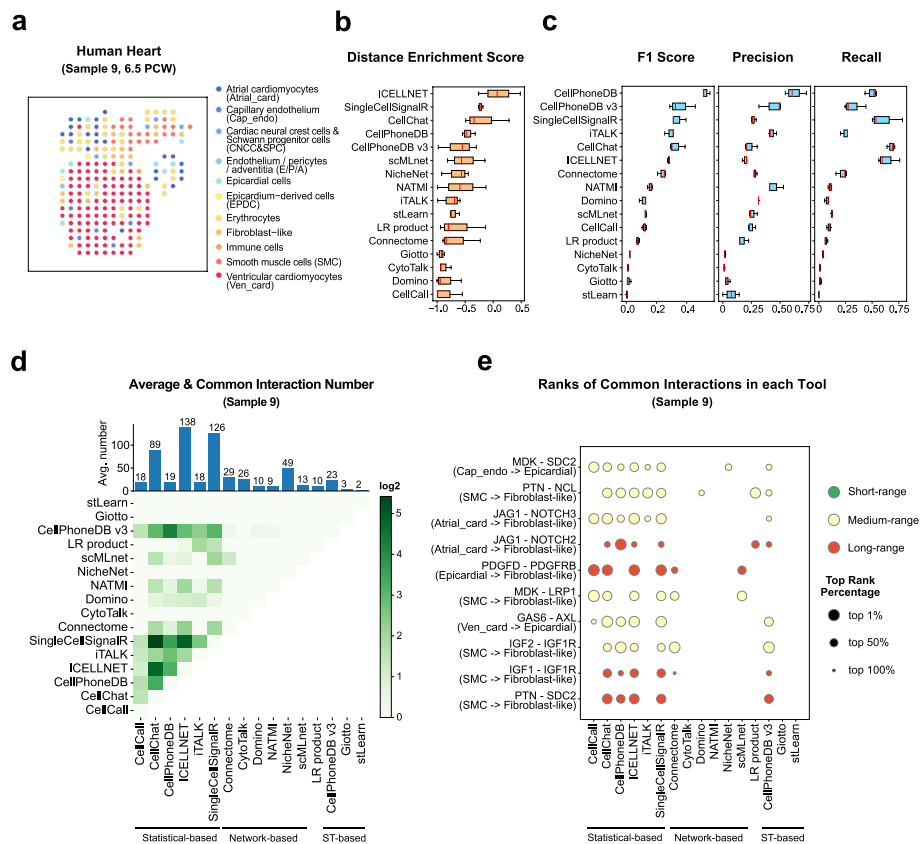 a
Human Heart
(Sample 9, 6.5 PCW)
Atrial cardiomyocytes
(Atrial_card)
Capillary endothelium
(Cap_endo)
Cardiac neural crest cells &
Schwann progenitor cells
(CNCC&SPC)
Endothelium / pericytes
/ adventitia (E/P/A)
Epicardial cells
Epicardium-derived cells
(EPDC)
Erythrocytes
Fibroblast-like
Immune cells
Smooth muscle cells (SMC)
Ventricular cardiomyocytes
(Ven_card)
b
Distance Enrichment Score
ICELLNET
SingleCellSignalR
CellChat
CellPhoneDB
CellPhoneDB v3
scMLnet
NicheNet
NATMI
iTALK
stLearn
LR product
Connectome
Giotto
CytoTalk
Domino
CellCall
−1.0 −0.5 0.0 0.5
c
F1 Score Precision Recall
CellPhoneDB
CellPhoneDB v3
SingleCellSignalR
iTALK
CellChat
ICELLNET
Connectome
NATMI
Domino
scMLnet
CellCall
LR product
NicheNet
CytoTalk
Giotto
stLearn
0.0 0.2 0.4
0.00 0.25 0.50 0.75
0.00 0.25 0.50 0.75
d
Average & Common Interaction Number
(Sample 9)
Avg. number
100
50
0
18 89 19 138 18 126 29 26 10 9 49 13 10 23 3 2
stLearn
Giotto
CellPhoneDB v3
LR product
scMLnet
NicheNet
NATMI
Domino
CytoTalk
Connectome
SingleCellSignalR
iTALK
ICELLNET
CellPhoneDB
CellChat
CellCall
log2
5
4
3
2
1
0
CellCall
CellChat
CellPhoneDB
ICELLNET
iTALK
SingleCellSignalR
Connectome
CytoTalk
Domino
NATMI
NicheNet
scMLnet
LR product
CellPhoneDB v3
Giotto
stLearn
Statistical-based Network-based ST-based
e
Ranks of Common Interactions in each Tool
(Sample 9)
MDK - SDC2
(Cap_endo -> Epicardial)
PTN - NCL
(SMC -> Fibroblast-like)
JAG1 - NOTCH3
(Atrial_card -> Fibroblast-like)
JAG1 - NOTCH2
(Atrial_card -> Fibroblast-like)
PDGFD - PDGFRB
(Epicardial -> Fibroblast-like)
MDK - LRP1
(SMC -> Fibroblast-like)
GAS6 - AXL
(Ven_card -> Epicardial)
IGF2 - IGF1R
(SMC -> Fibroblast-like)
IGF1 - IGF1R
(SMC -> Fibroblast-like)
PTN - SDC2
(SMC -> Fibroblast-like)
Short-range
Medium-range
Long-range
Top Rank
Percentage
top 1%
top 50%
top 100%
CellCall
CellChat
CellPhoneDB
ICELLNET
iTALK
SingleCellSignalR
Connectome
CytoTalk
Domino
NATMI
NicheNet
scMLnet
LR product
CellPhoneDB v3
Giotto
stLearn
Statistical-based Network-based ST-based